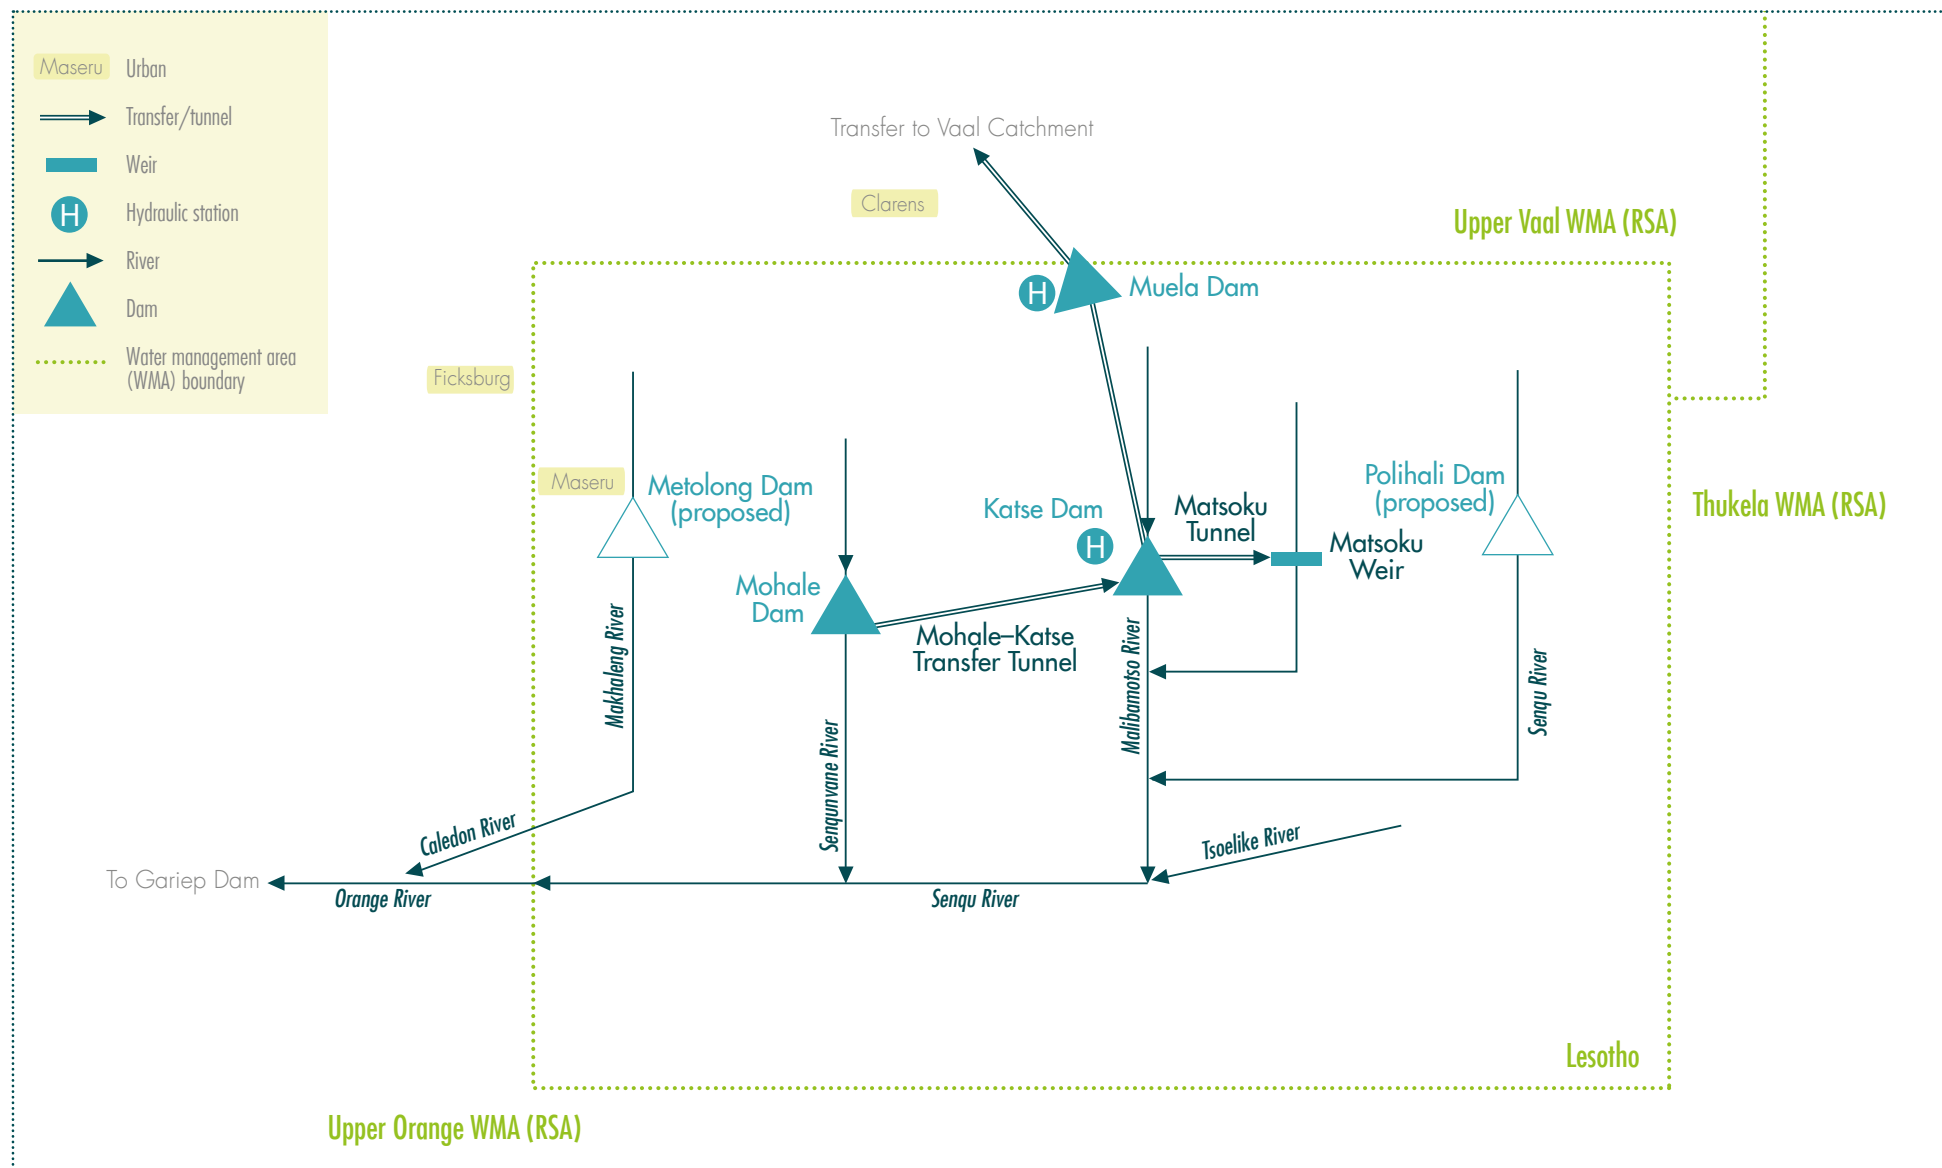 Maseru
Urban
Transfer/tunnel
Weir
H
Hydraulic station
River
Dam
Water management area
(WMA) boundary
Transfer to Vaal Catchment
Clarens
Upper Vaal WMA (RSA)
H
Muela Dam
Ficksburg
Maseru
Metolong Dam
(proposed)
Katse Dam
H
Matsoku
Tunnel
Matsoku
Weir
Polihali Dam
(proposed)
Thukela WMA (RSA)
Mohale
Dam
Mohale–Katse
Transfer Tunnel
Makhaleng River
Senqunvane River
Malibamatso River
Senqu River
Caledon River
Tsoelike River
To Gariep Dam
Orange River
Senqu River
Lesotho
Upper Orange WMA (RSA)